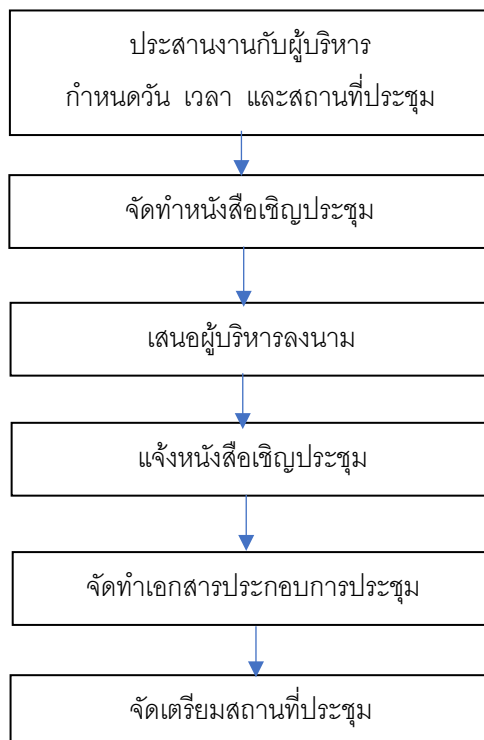 ประสานงานกับผู้บริหาร
กำหนดวัน เวลา และสถานที่ประชุม
จัดทำหนังสือเชิญประชุม
เสนอผู้บริหารลงนาม
แจ้งหนังสือเชิญประชุม
จัดทำเอกสารประกอบการประชุม
จัดเตรียมสถานที่ประชุม